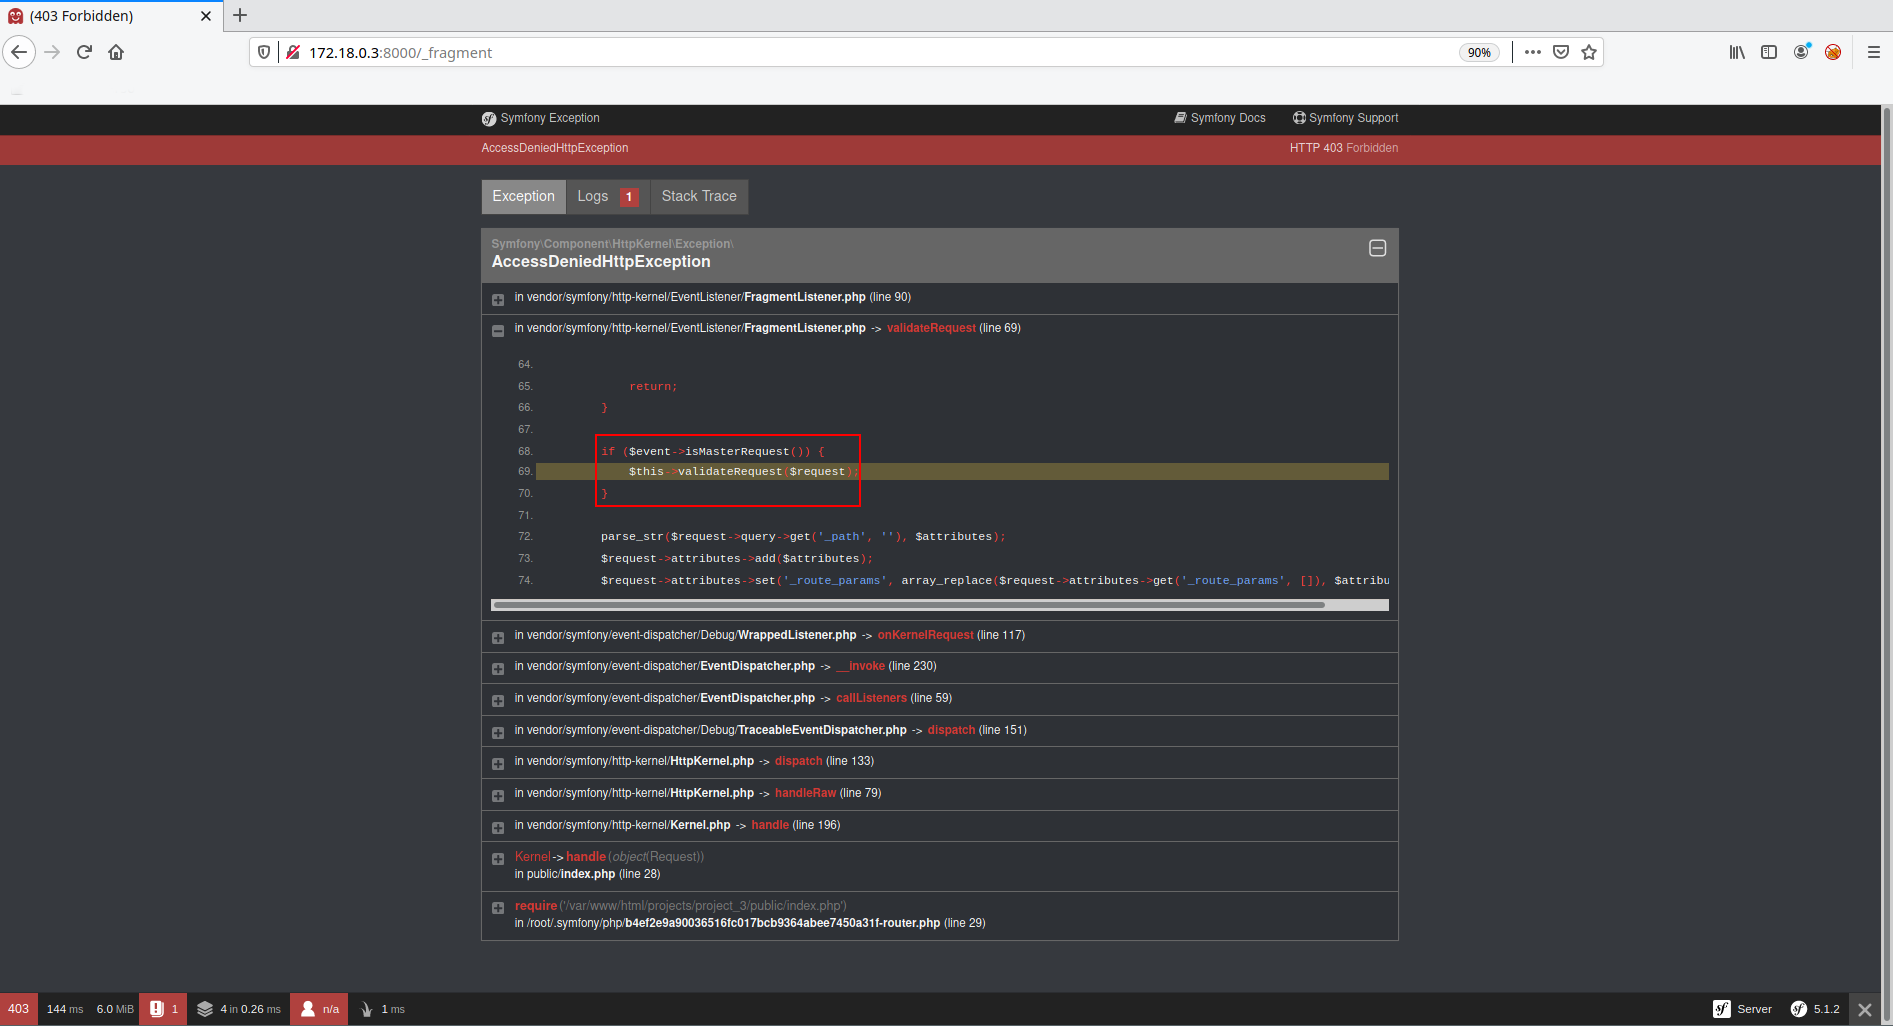 (403 Forbidden)
172.18.0.3:8000/_fragment
90%
Symfony Exception
Symfony Docs
Symfony Support
AccessDeniedHttpException
HTTP 403 Forbidden
Exception
Logs 1
Stack Trace
Symfony\Component\HttpKernel\Exception\
AccessDeniedHttpException
in vendor/symfony/http-kernel/EventListener/FragmentListener.php (line 90)
in vendor/symfony/http-kernel/EventListener/FragmentListener.php -> validateRequest (line 69)
64.
65. return;
66. }
67.
68. if ($event->isMasterRequest()) {
69. $this->validateRequest($request);
70. }
71.
72. parse_str($request->query->get('_path', ''), $attributes);
73. $request->attributes->add($attributes);
74. $request->attributes->set('_route_params', array_replace($request->attributes->get('_route_params', []), $attribu
in vendor/symfony/event-dispatcher/Debug/WrappedListener.php -> onKernelRequest (line 117)
in vendor/symfony/event-dispatcher/EventDispatcher.php -> __invoke (line 230)
in vendor/symfony/event-dispatcher/EventDispatcher.php -> callListeners (line 59)
in vendor/symfony/event-dispatcher/Debug/TraceableEventDispatcher.php -> dispatch (line 151)
in vendor/symfony/http-kernel/HttpKernel.php -> dispatch (line 133)
in vendor/symfony/http-kernel/HttpKernel.php -> handleRaw (line 79)
in vendor/symfony/http-kernel/Kernel.php -> handle (line 196)
Kernel->handle(object(Request))
in public/index.php (line 28)
require('/var/www/html/projects/project_3/public/index.php')
in /root/.symfony/php/b4ef2e9a90036516fc017bcb9364abee7450a31f-router.php (line 29)
403 144 ms 6.0 MiB 1 4 in 0.26 ms n/a 1 ms sf Server sf 5.1.2